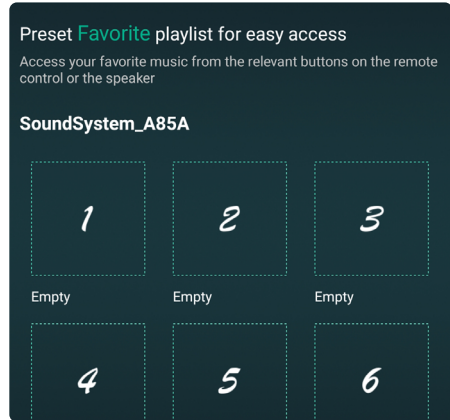 Preset Favorite playlist for easy access
Access your favorite music from the relevant buttons on the remote
control or the speaker
SoundSystem_A85A
1 2 3
Empty Empty Empty
4 5 6